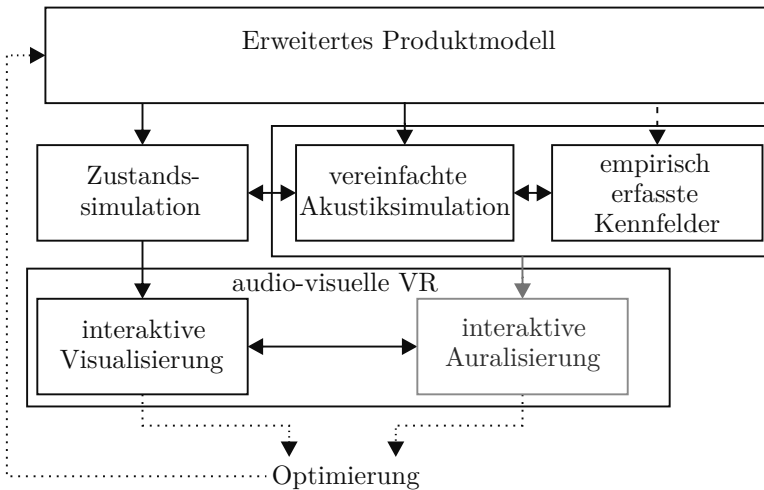 Erweitertes Produktmodell
Zustands-
simulation
vereinfachte
Akustiksimulation
empirisch
erfasste
Kennfelder
audio-visuelle VR
interaktive
Visualisierung
interaktive
Auralisierung
Optimierung